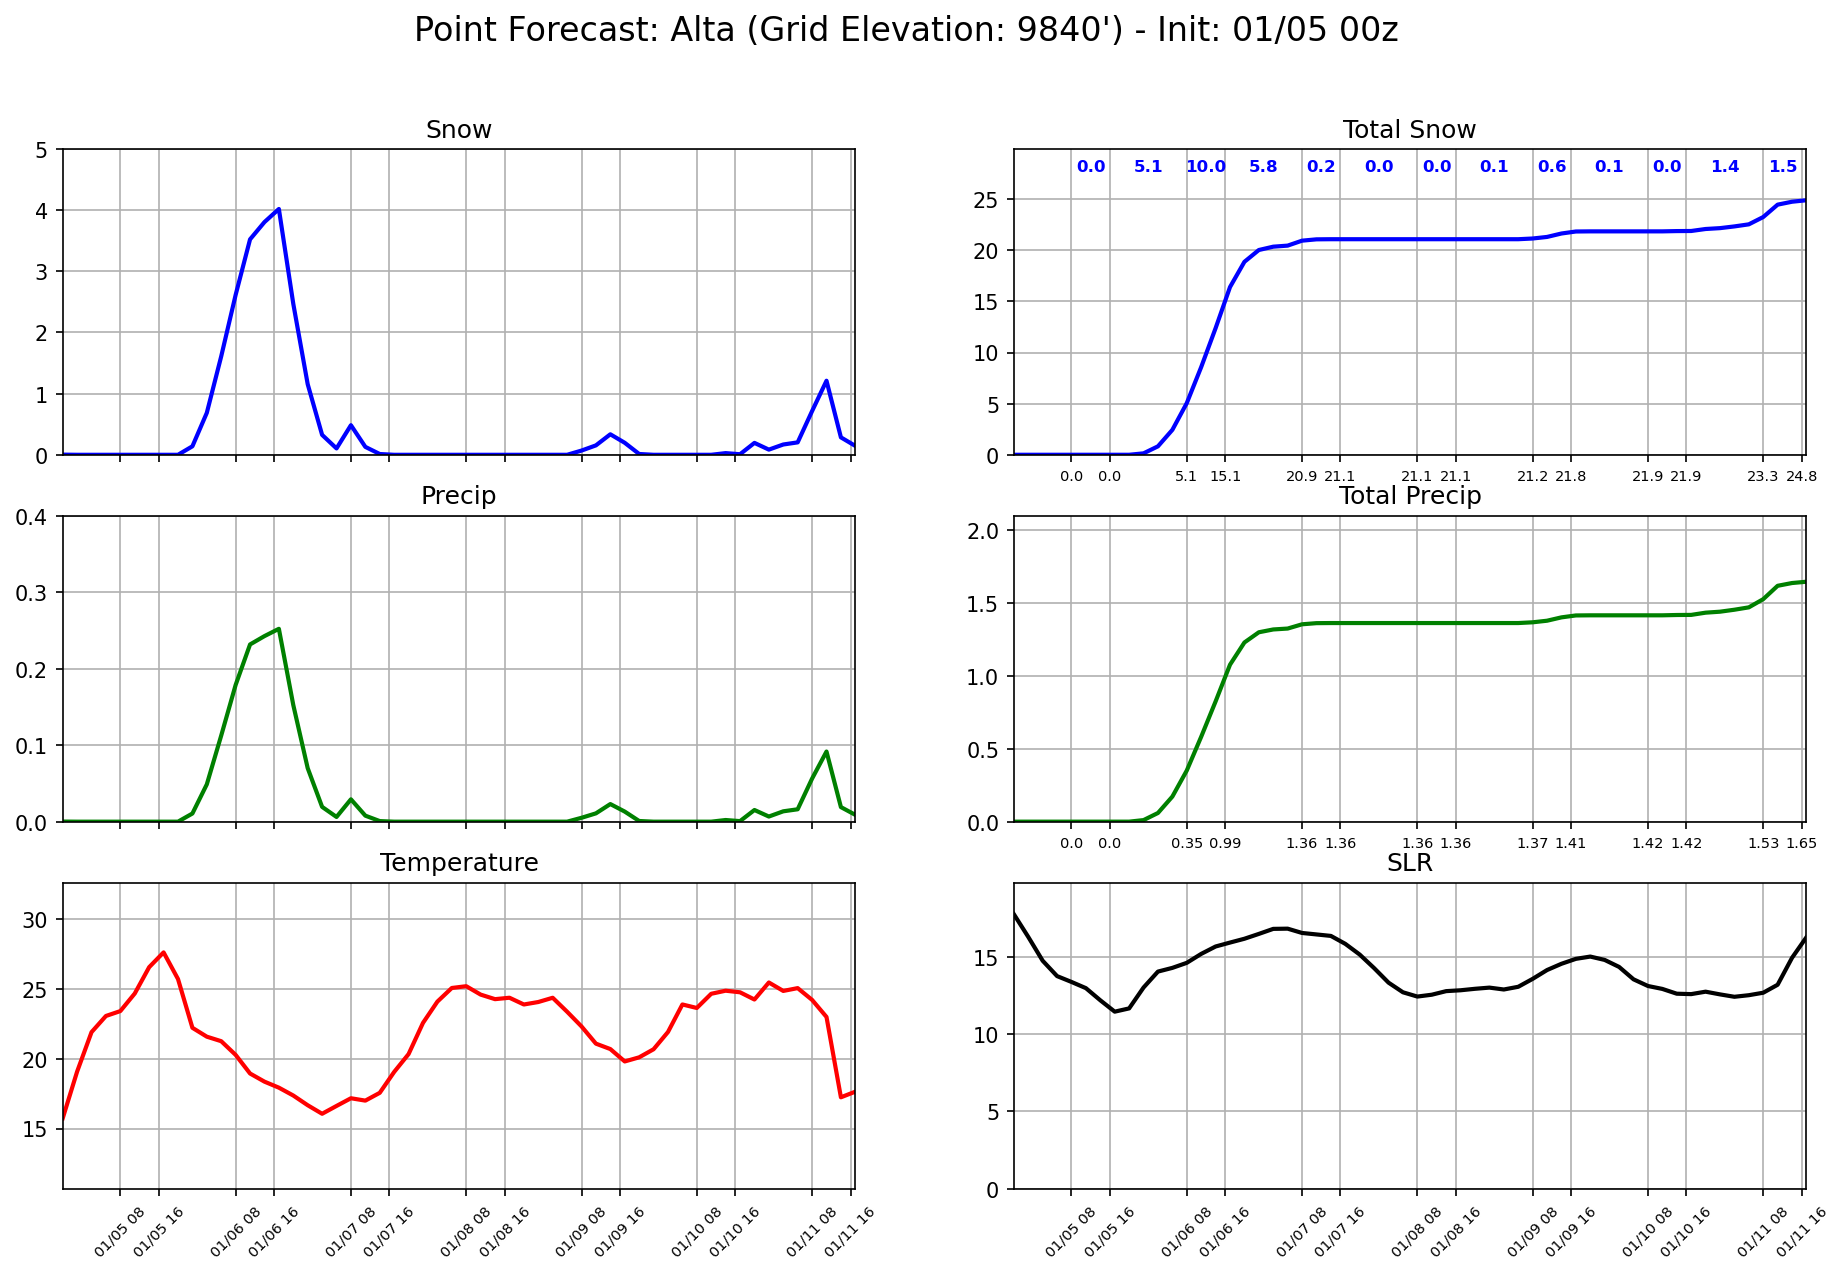 Point Forecast: Alta (Grid Elevation: 9840') - Init: 01/05 00z
Snow
5
4
3
2
1
0
Total Snow
0.0 5.1 10.0 5.8 0.2 0.0 0.0 0.1 0.6 0.1 0.0 1.4 1.5
25
20
15
10
5
0
0.0 0.0 5.1 15.1 20.9 21.1 21.1 21.1 21.2 21.8 21.9 21.9 23.3 24.8
Precip
0.4
0.3
0.2
0.1
0.0
Total Precip
2.0
1.5
1.0
0.5
0.0
0.0 0.0 0.35 0.99 1.36 1.36 1.36 1.36 1.37 1.41 1.42 1.42 1.53 1.65
Temperature
30
25
20
15
01/05 08 01/05 16 01/06 08 01/06 16 01/07 08 01/07 16 01/08 08 01/08 16 01/09 08 01/09 16 01/10 08 01/10 16 01/11 08 01/11 16
SLR
15
10
5
0
01/05 08 01/05 16 01/06 08 01/06 16 01/07 08 01/07 16 01/08 08 01/08 16 01/09 08 01/09 16 01/10 08 01/10 16 01/11 08 01/11 16